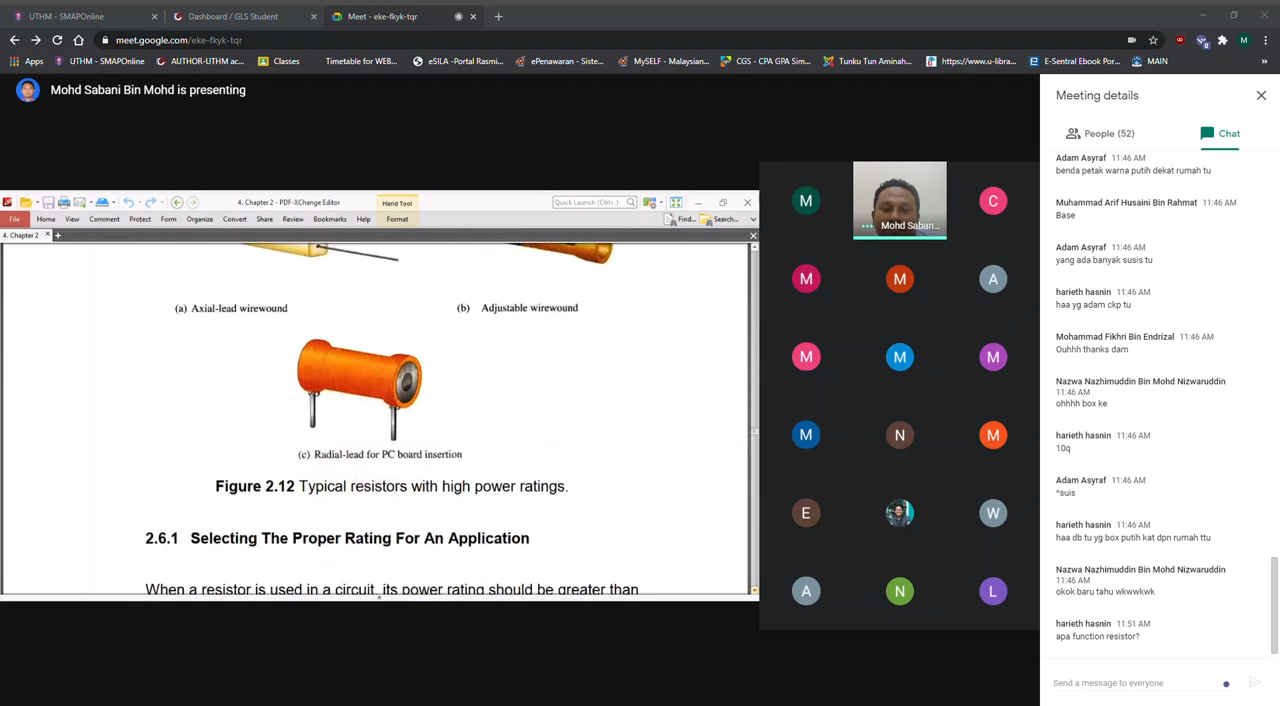 UTHM - SMAPOnline
Dashboard / GLS Student
Meet - eke-fkyk-tqr
meet.google.com/eke-fkyk-tqr
M
Apps
UTHM - SMAPOnline
AUTHOR-UTHM ac...
Classes
Timetable for WEB...
eSILA -Portal Rasmi...
ePenawaran - Siste...
MySELF - Malaysian...
CGS - CPA GPA Sim...
Tunku Tun Aminah...
https://www.u-libra...
E-Sentral Ebook Por...
MAIN
»
Mohd Sabani Bin Mohd is presenting
4. Chapter 2 - PDF-XChange Editor
Hand Tool
Quick Launch (Ctrl+.)
File
Home
View
Comment
Protect
Form
Organize
Convert
Share
Review
Bookmarks
Help
Format
Find...
Search...
4. Chapter 2
(a) Axial-lead wirewound
(b) Adjustable wirewound
(c) Radial-lead for PC board insertion
Figure 2.12 Typical resistors with high power ratings.
2.6.1 Selecting The Proper Rating For An Application
When a resistor is used in a circuit, its power rating should be greater than
M
Mohd Saban...
C
M
M
A
M
M
M
M
N
M
E
W
A
N
L
Meeting details
People (52)
Chat
Adam Asyraf 11:46 AM
benda petak warna putih dekat rumah tu
Muhammad Arif Husaini Bin Rahmat 11:46 AM
Base
Adam Asyraf 11:46 AM
yang ada banyak susis tu
harieth hasnin 11:46 AM
haa yg adam ckp tu
Mohammad Fikhri Bin Endrizal 11:46 AM
Ouhhh thanks dam
Nazwa Nazhimuddin Bin Mohd Nizwaruddin
11:46 AM
ohhhh box ke
harieth hasnin 11:46 AM
10q
Adam Asyraf 11:46 AM
*suis
harieth hasnin 11:46 AM
haa db tu yg box putih kat dpn rumah ttu
Nazwa Nazhimuddin Bin Mohd Nizwaruddin
11:46 AM
okok baru tahu wkwwkwk
harieth hasnin 11:51 AM
apa function resistor?
Send a message to everyone